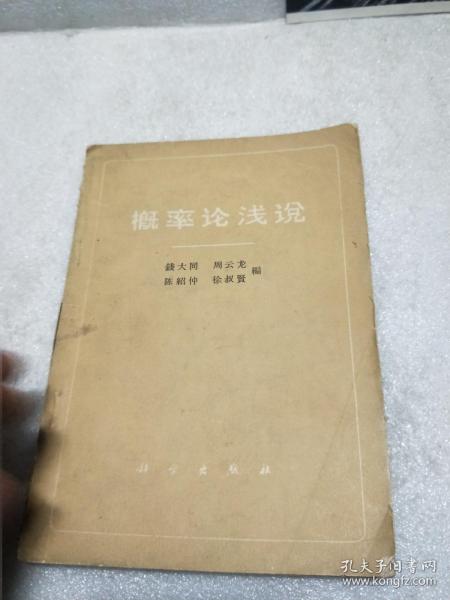 概率论浅说
錢大同 周云龙
陈紹仲 徐叔賢 編
科学出版社
孔夫子旧书网
www.kongfz.com